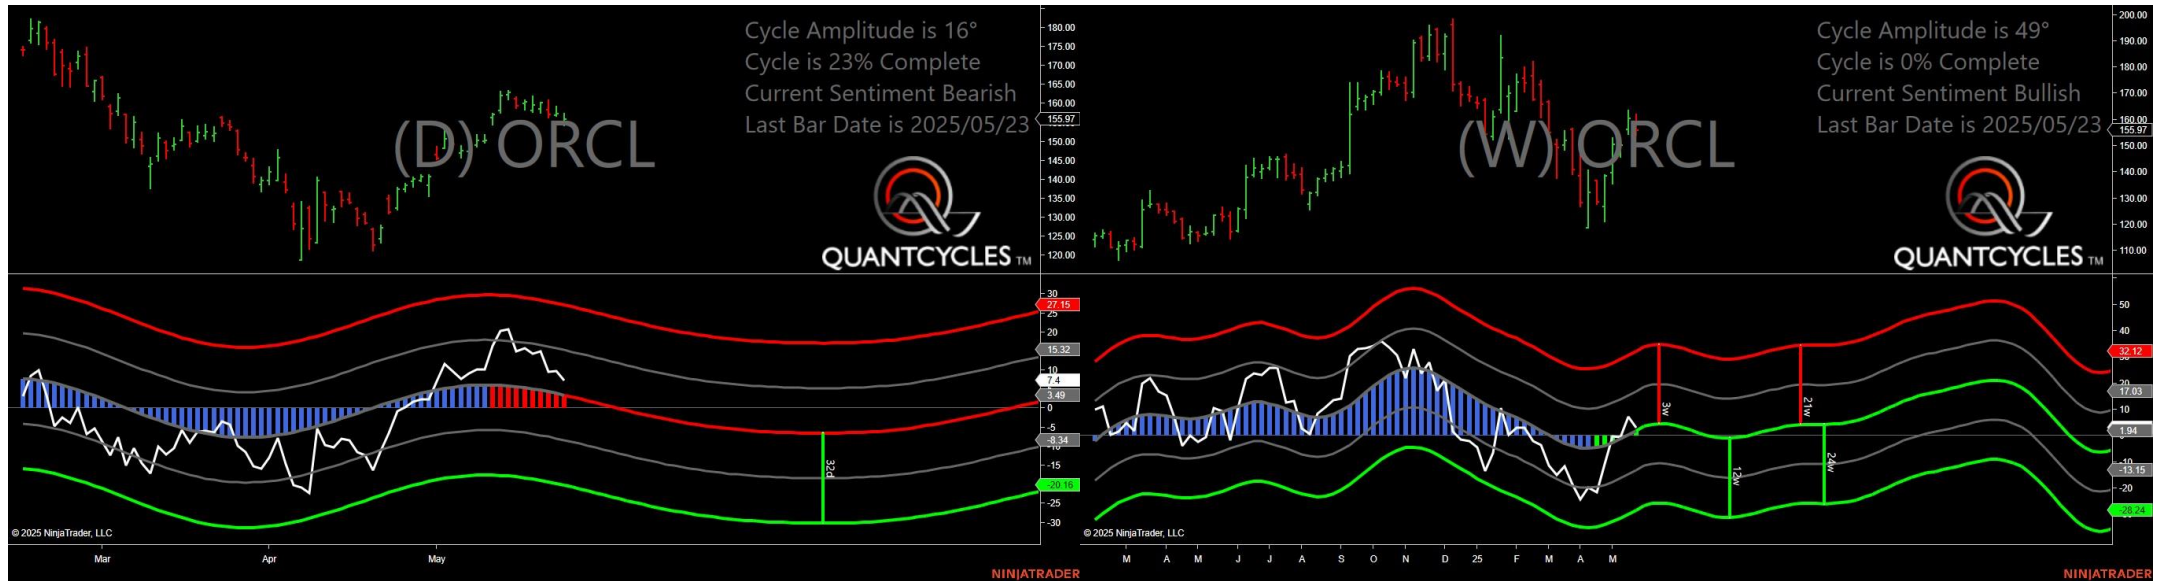 Cycle Amplitude is 16°
Cycle is 23% Complete
Current Sentiment Bearish
Last Bar Date is 2025/05/23
(D) ORCL
QUANTCYCLES TM
180.00
175.00
170.00
165.00
160.00
155.97
150.00
145.00
140.00
135.00
130.00
125.00
120.00
30
27.15
25
20
15.32
10
7.4
3.49
0
-5
-8.34
-15
-20.16
-25
-30
32d
© 2025 NinjaTrader, LLC
Mar Apr May
NINJATRADER
Cycle Amplitude is 49°
Cycle is 0% Complete
Current Sentiment Bullish
Last Bar Date is 2025/05/23
(W) ORCL
QUANTCYCLES TM
200.00
190.00
180.00
170.00
160.00
155.97
150.00
140.00
130.00
120.00
110.00
50
40
32.12
17.03
10
1.94
-10
-13.15
-20
-28.24
3w
21w
12w
24w
© 2025 NinjaTrader, LLC
M A M J J A S O N D 25 F M A M
NINJATRADER